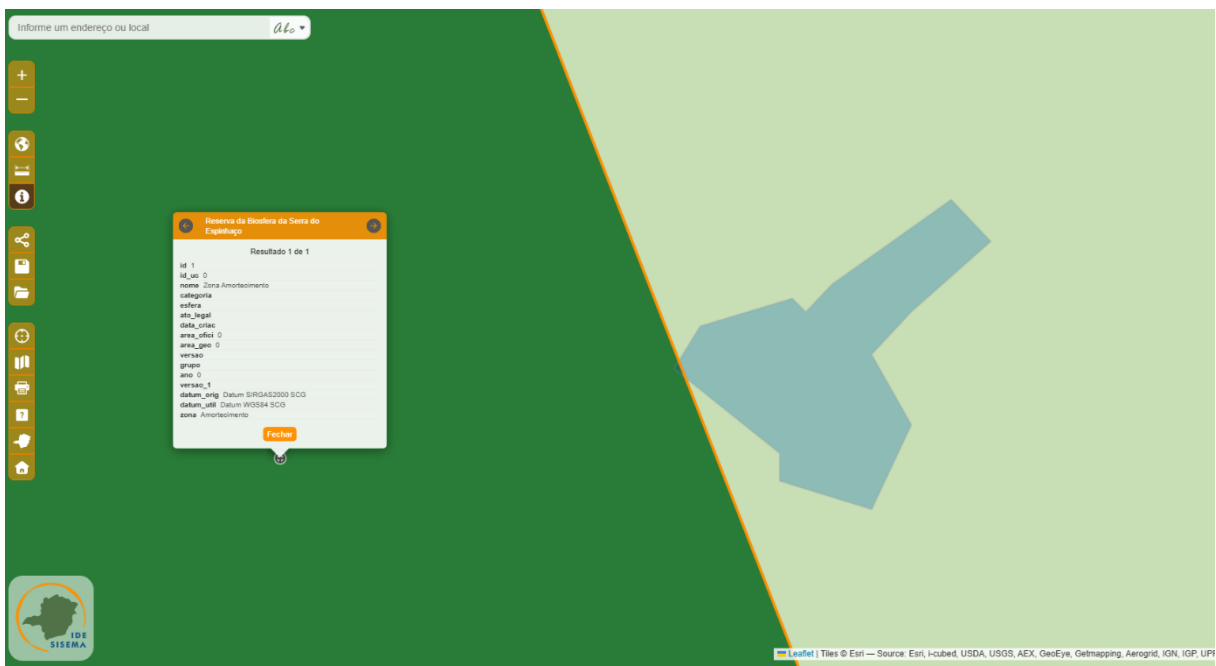 Informe um endereço ou local
Abc
+
−
Reserva da Biosfera da Serra do
Espinhaço
Resultado 1 de 1
id 1
id_uc 0
nome Zona Amortecimento
categoria
esfera
ato_legal
data_criac
area_ofici 0
area_geo 0
versao
grupo
ano 0
versao_1
datum_orig Datum SIRGAS2000 SCG
datum_util Datum WGS84 SCG
zona Amortecimento
Fechar
?
IDE
SISEMA
Leaflet | Tiles © Esri — Source: Esri, i-cubed, USDA, USGS, AEX, GeoEye, Getmapping, Aerogrid, IGN, IGP, UPR